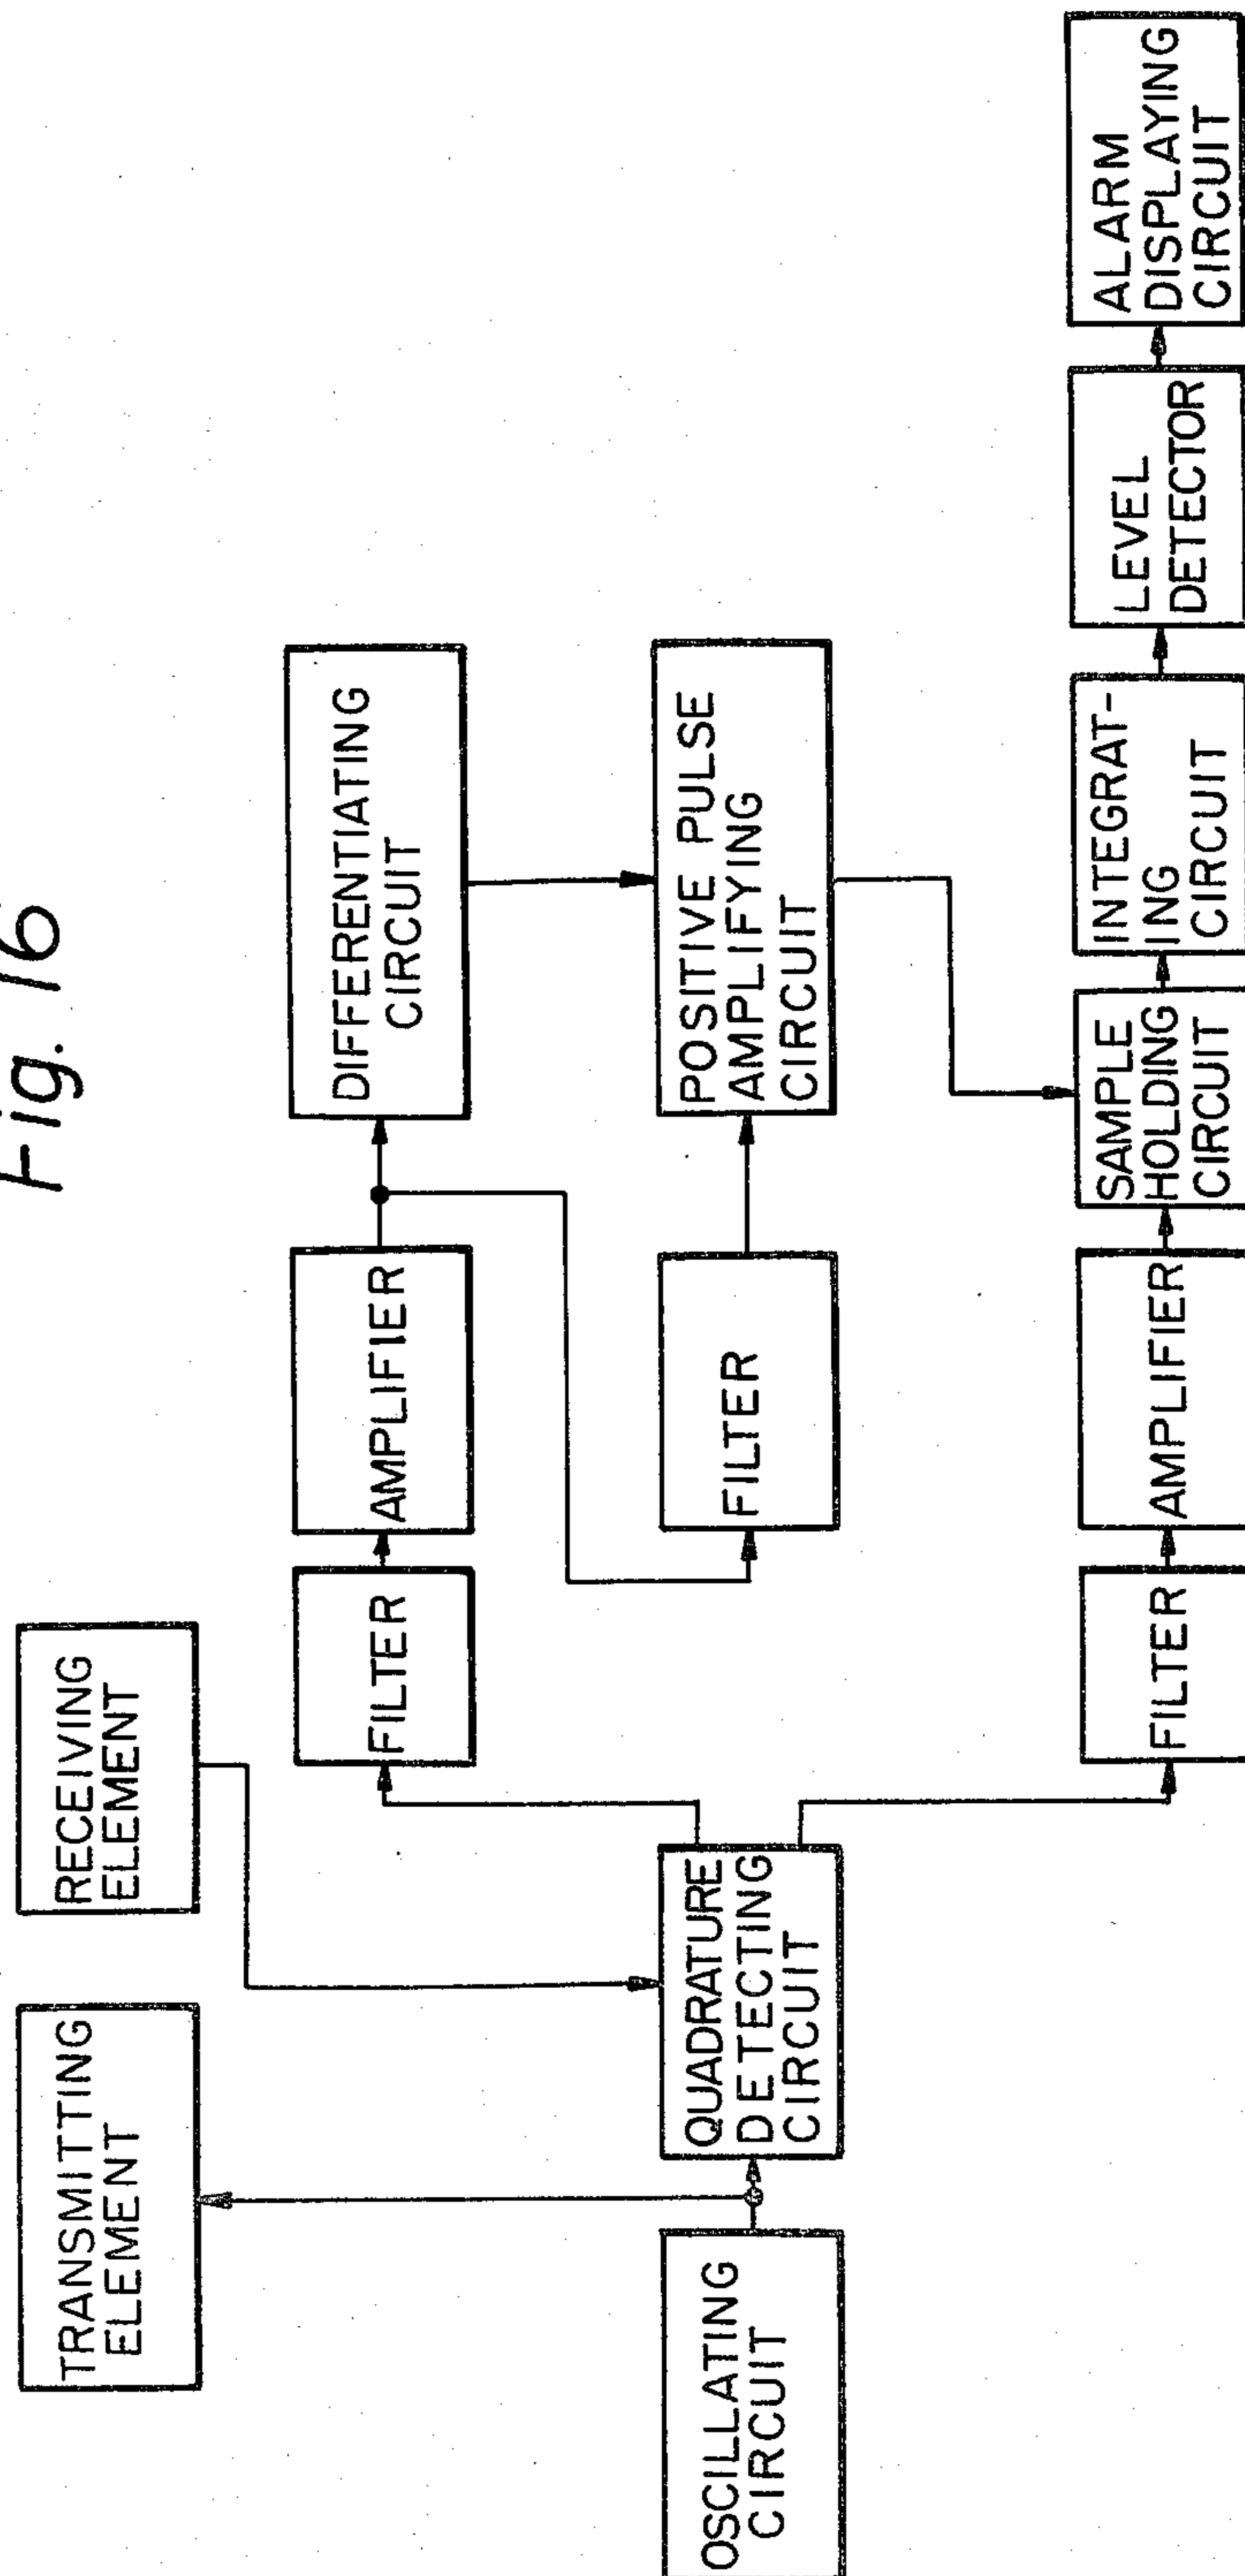 Fig. 16
TRANSMITTING
ELEMENT
RECEIVING
ELEMENT
FILTER
AMPLIFIER
DIFFERENTIATING
CIRCUIT
OSCILLATING
CIRCUIT
QUADRATURE
DETECTING
CIRCUIT
FILTER
POSITIVE PULSE
AMPLIFYING
CIRCUIT
FILTER
AMPLIFIER
SAMPLE
HOLDING
CIRCUIT
INTEGRAT-
ING
CIRCUIT
LEVEL
DETECTOR
ALARM
DISPLAYING
CIRCUIT